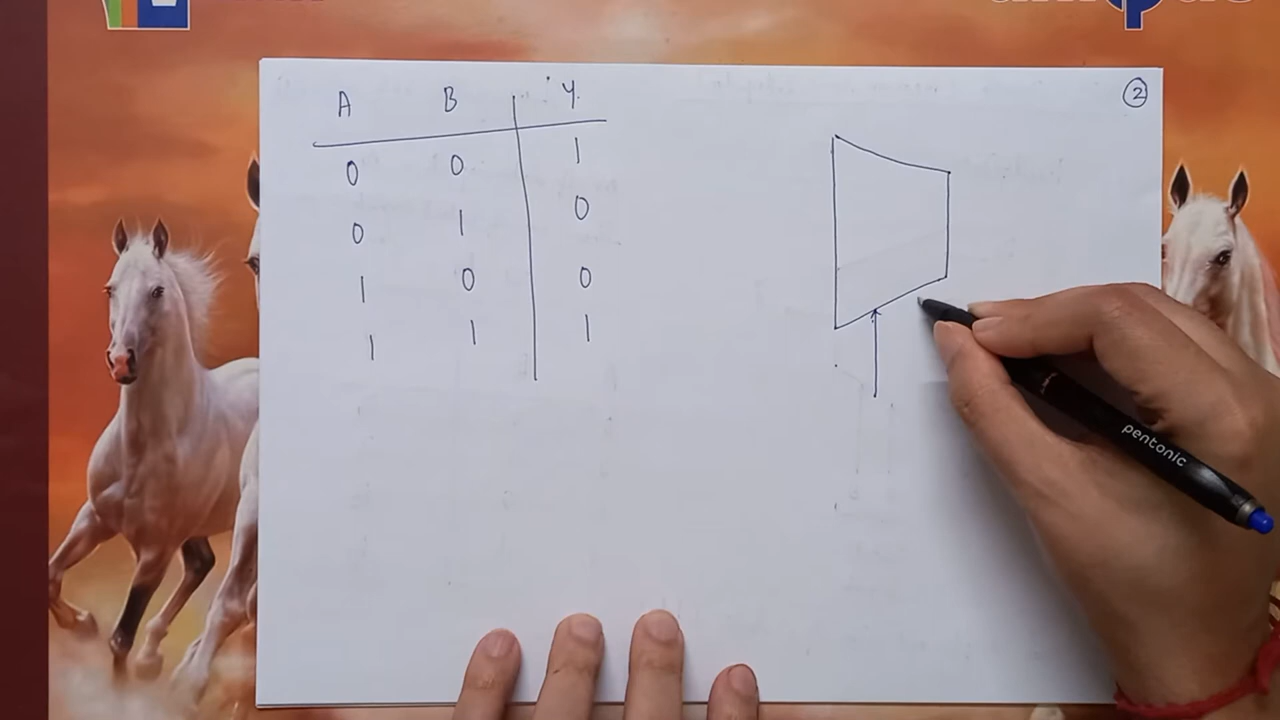 A B Y
0 0 1
0 1 0
1 0 0
1 1 1
2
pentonic